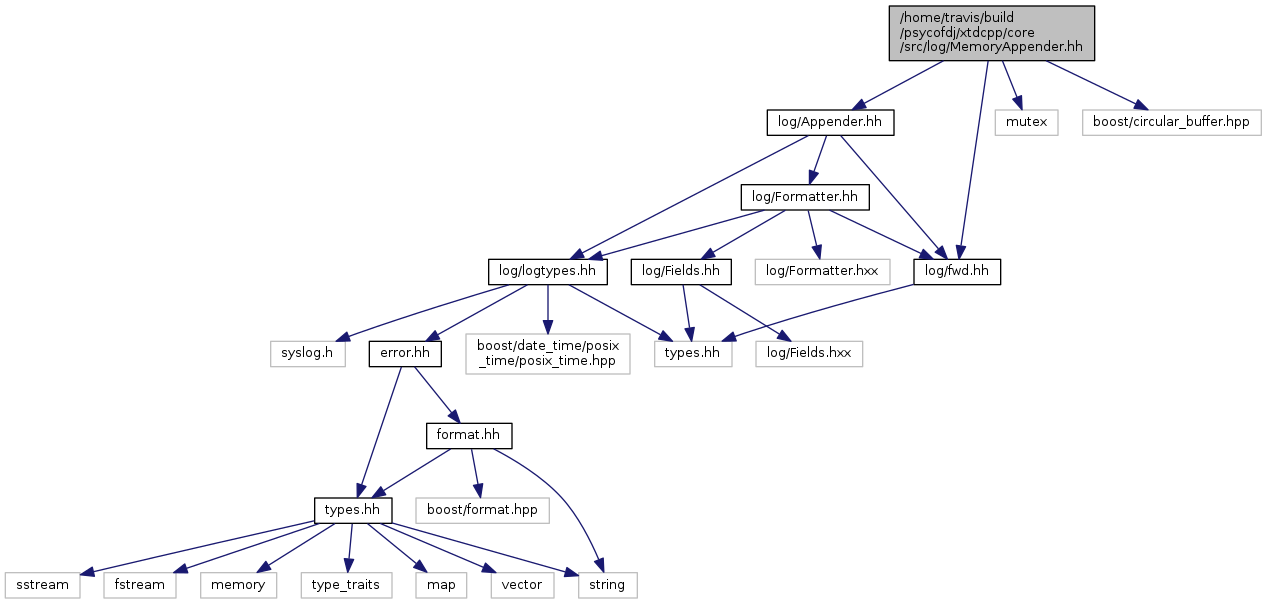 /home/travis/build
/psycofdj/xtdcpp/core
/src/log/MemoryAppender.hh
log/Appender.hh
mutex
boost/circular_buffer.hpp
log/Formatter.hh
log/logtypes.hh
log/Fields.hh
log/Formatter.hxx
log/fwd.hh
syslog.h
error.hh
boost/date_time/posix
_time/posix_time.hpp
types.hh
log/Fields.hxx
format.hh
types.hh
boost/format.hpp
sstream
fstream
memory
type_traits
map
vector
string